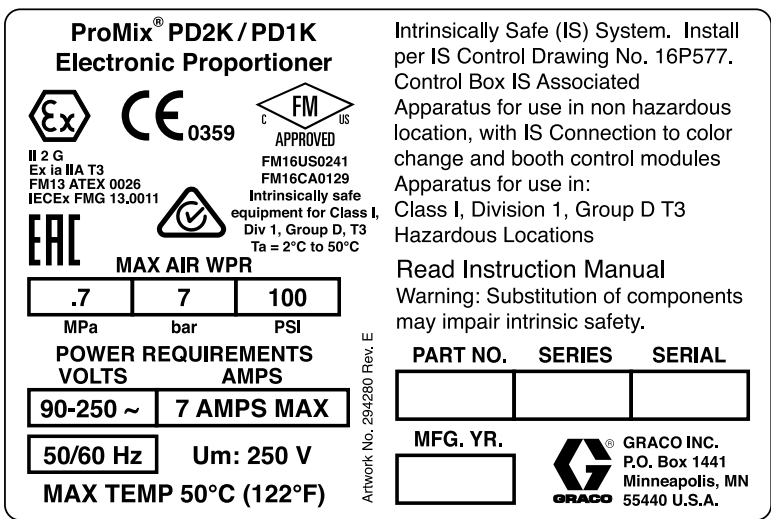 ProMix® PD2K / PD1K
Electronic Proportioner
Ex
CE 0359
C FM US
APPROVED
II 2 G
Ex ia IIA T3
FM13 ATEX 0026
IECEx FMG 13.0011
FM16US0241
FM16CA0129
Intrinsically safe
equipment for Class I,
Div 1, Group D, T3
Ta = 2°C to 50°C
EAC
MAX AIR WPR
.7 7 100
MPa bar PSI
POWER REQUIREMENTS
VOLTS AMPS
90-250 ~ 7 AMPS MAX
50/60 Hz Um: 250 V
MAX TEMP 50°C (122°F)
Artwork No. 294280 Rev. E
Intrinsically Safe (IS) System. Install
per IS Control Drawing No. 16P577.
Control Box IS Associated
Apparatus for use in non hazardous
location, with IS Connection to color
change and booth control modules
Apparatus for use in:
Class I, Division 1, Group D T3
Hazardous Locations
Read Instruction Manual
Warning: Substitution of components
may impair intrinsic safety.
PART NO. SERIES SERIAL
MFG. YR.
GRACO ®
GRACO INC.
P.O. Box 1441
Minneapolis, MN
55440 U.S.A.